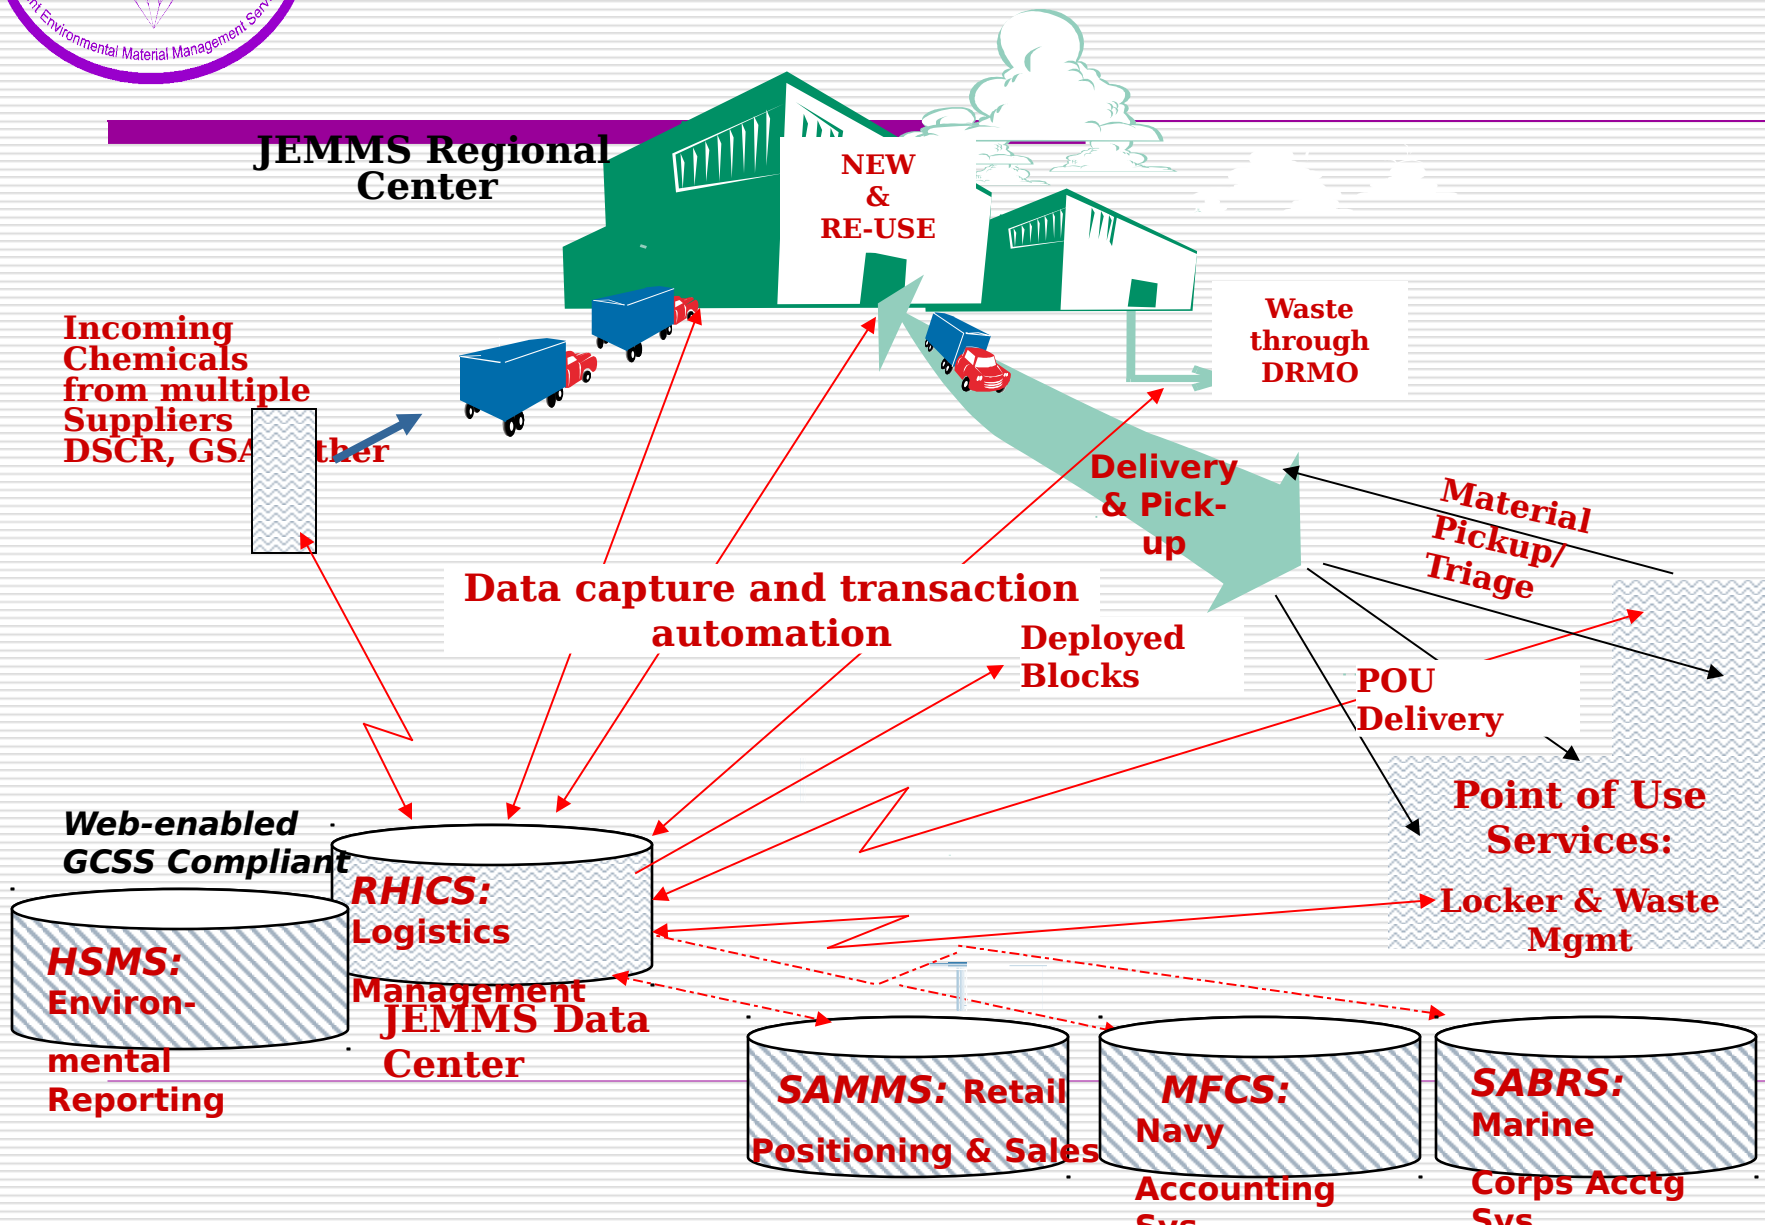 nt Environmental Material Management Serv
JEMMS Regional
Center
NEW
&
RE-USE
Incoming
Chemicals
from multiple
Suppliers
DSCR, GSA ther
Waste
through
DRMO
Delivery
& Pick-
up
Material
Pickup/
Triage
Data capture and transaction
automation
Deployed
Blocks
POU
Delivery
Point of Use
Services:
Locker & Waste
Mgmt
Web-enabled
GCSS Compliant
RHICS:
Logistics
Management
HSMS:
Environ-
mental
Reporting
JEMMS Data
Center
SAMMS: Retail
Positioning & Sales
MFCS:
Navy
Accounting
Sys
SABRS:
Marine
Corps Acctg
Sys